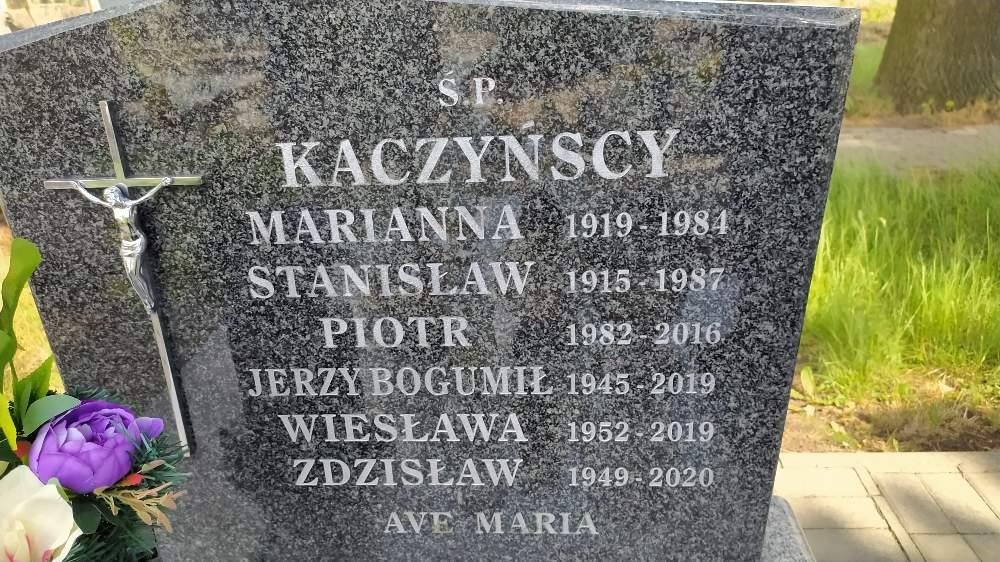 Ś.P.
KACZYŃSCY
MARIANNA 1919-1984
STANISŁAW 1915-1987
PIOTR 1982-2016
JERZY BOGUMIŁ 1945-2019
WIESŁAWA 1952-2019
ZDZISŁAW 1949-2020
AVE MARIA